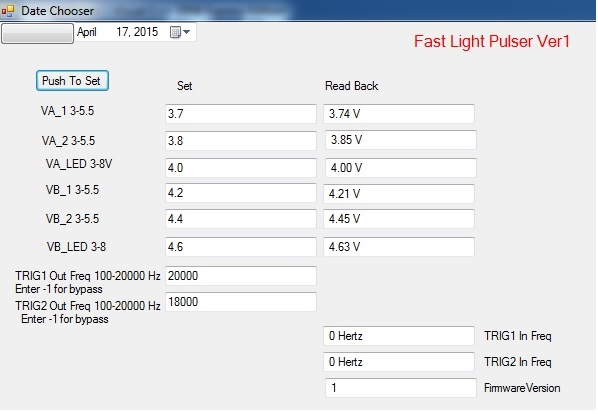 Date Chooser
April 17, 2015
Fast Light Pulser Ver1
Push To Set
Set
Read Back
VA_1 3-5.5
3.7
3.74 V
VA_2 3-5.5
3.8
3.85 V
VA_LED 3-8V
4.0
4.00 V
VB_1 3-5.5
4.2
4.21 V
VB_2 3-5.5
4.4
4.45 V
VB_LED 3-8
4.6
4.63 V
TRIG1 Out Freq 100-20000 Hz
Enter -1 for bypass
20000
TRIG2 Out Freq 100-20000 Hz
Enter -1 for bypass
18000
0 Hertz
TRIG1 In Freq
0 Hertz
TRIG2 In Freq
1
FirmwareVersion